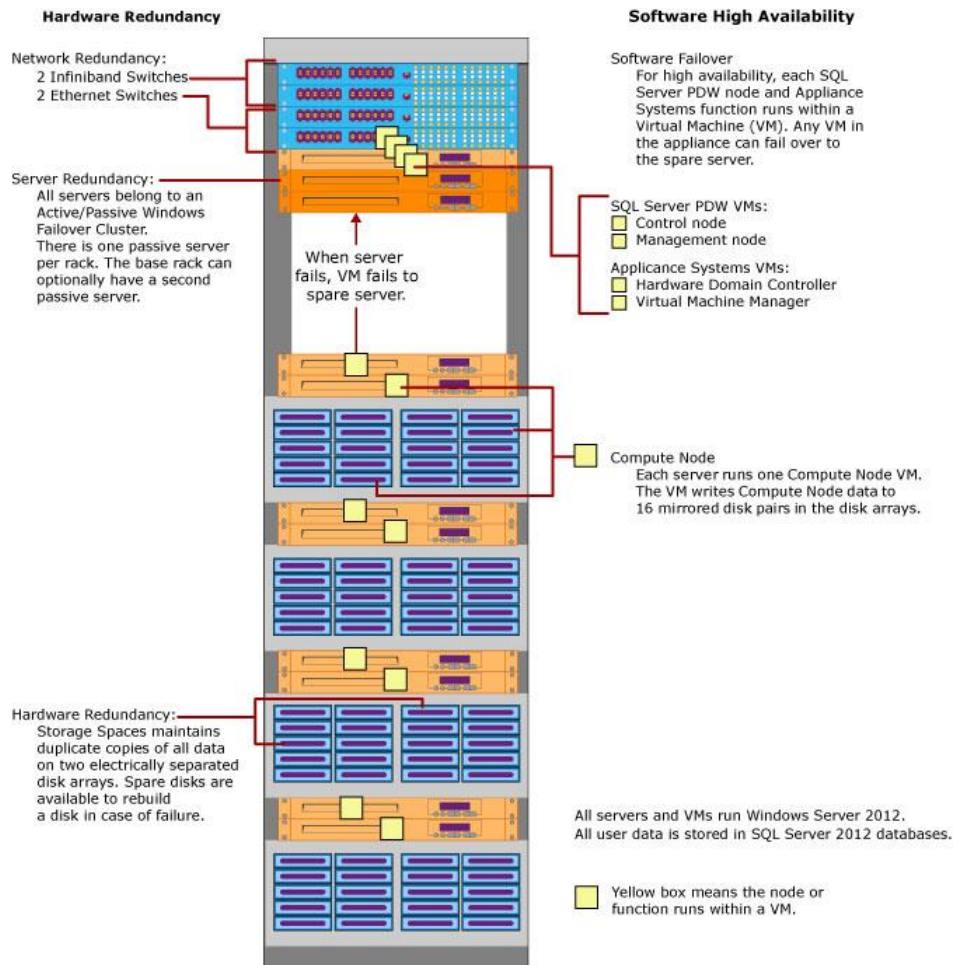 Hardware Redundancy
Network Redundancy:
2 Infiniband Switches
2 Ethernet Switches
Server Redundancy:
All servers belong to an
Active/Passive Windows
Failover Cluster.
There is one passive server
per rack. The base rack can
optionally have a second
passive server.
When server
fails, VM fails to
spare server.
Hardware Redundancy:
Storage Spaces maintains
duplicate copies of all data
on two electrically separated
disk arrays. Spare disks are
available to rebuild
a disk in case of failure.
Software High Availability
Software Failover
For high availability, each SQL
Server PDW node and Appliance
Systems function runs within a
Virtual Machine (VM). Any VM in
the appliance can fail over to
the spare server.
SQL Server PDW VMs:
Control node
Management node
Applicance Systems VMs:
Hardware Domain Controller
Virtual Machine Manager
Compute Node
Each server runs one Compute Node VM.
The VM writes Compute Node data to
16 mirrored disk pairs in the disk arrays.
All servers and VMs run Windows Server 2012.
All user data is stored in SQL Server 2012 databases.
Yellow box means the node or
function runs within a VM.